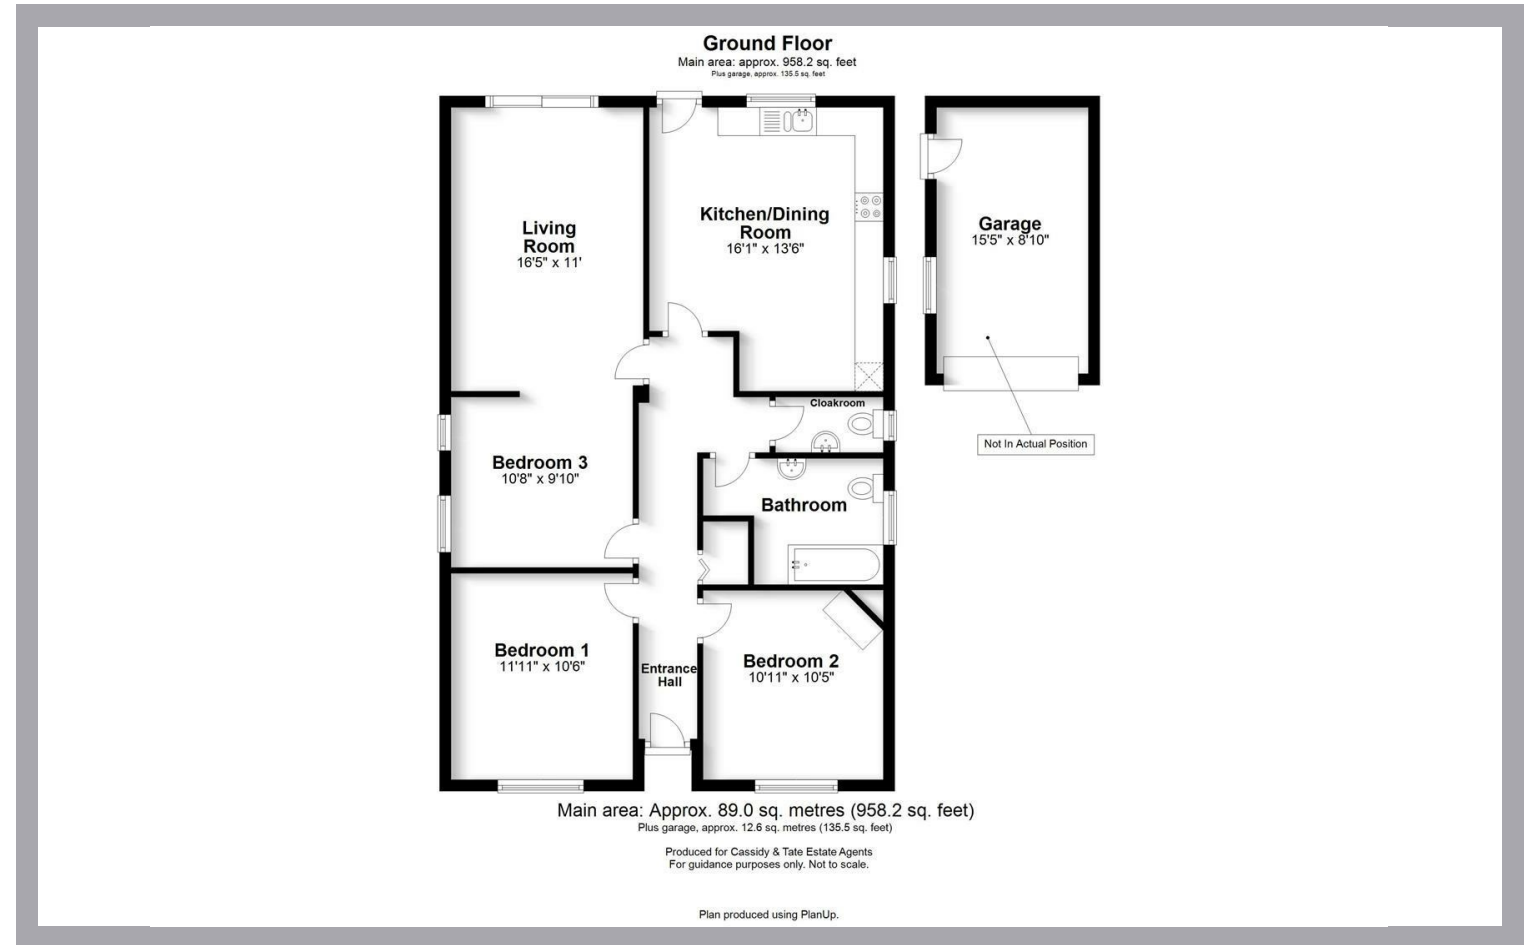 Ground Floor
Main area: approx. 958.2 sq. feet
Plus garage, approx. 135.5 sq. feet
Living
Room
16'5" x 11'
Kitchen/Dining
Room
16'1" x 13'6"
Garage
15'5" x 8'10"
Cloakroom
Not In Actual Position
Bedroom 3
10'8" x 9'10"
Bathroom
Bedroom 1
11'11" x 10'6"
Entrance
Hall
Bedroom 2
10'11" x 10'5"
Main area: Approx. 89.0 sq. metres (958.2 sq. feet)
Plus garage, approx. 12.6 sq. metres (135.5 sq. feet)
Produced for Cassidy & Tate Estate Agents
For guidance purposes only. Not to scale.
Plan produced using PlanUp.